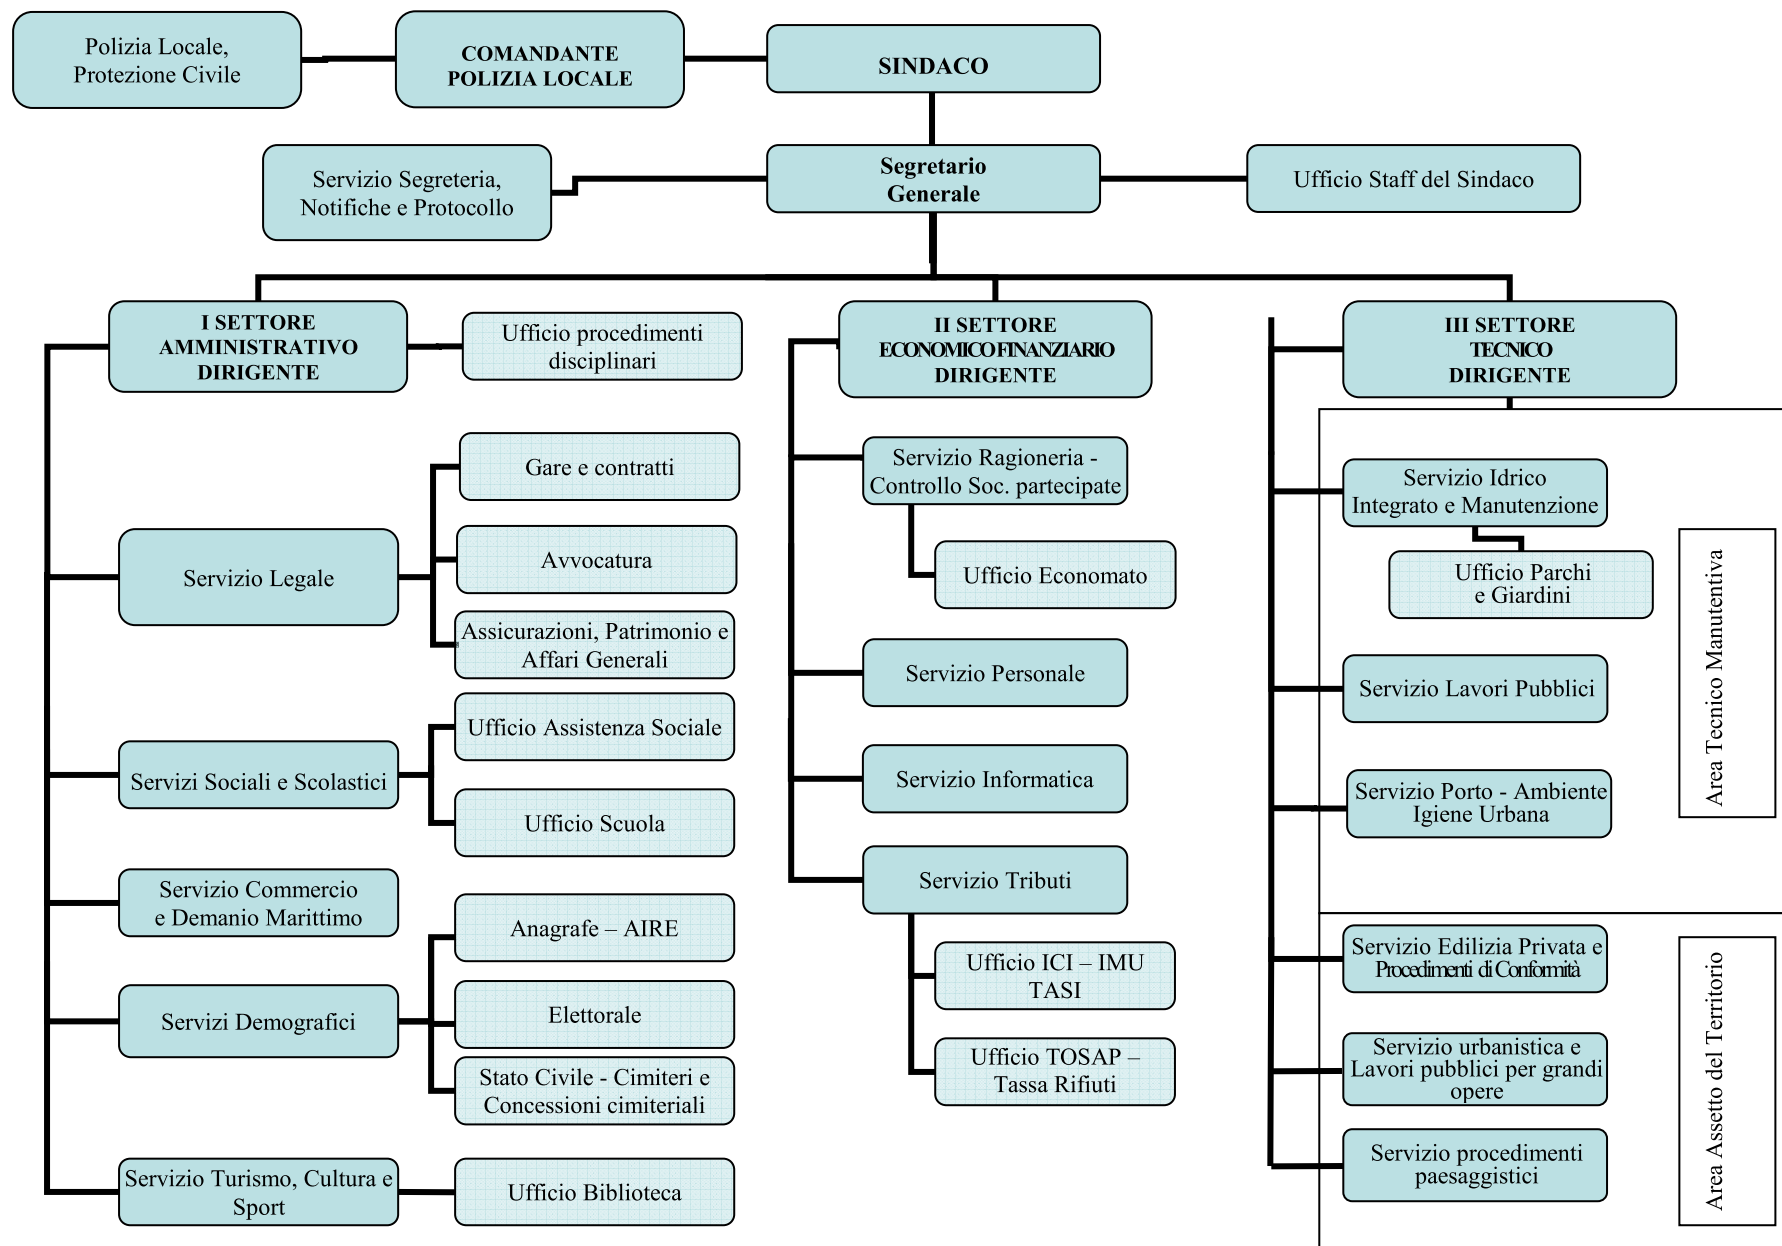 Polizia Locale,
Protezione Civile
COMANDANTE
POLIZIA LOCALE
SINDACO
Servizio Segreteria,
Notifiche e Protocollo
Segretario
Generale
Ufficio Staff del Sindaco
I SETTORE
AMMINISTRATIVO
DIRIGENTE
Ufficio procedimenti
disciplinari
II SETTORE
ECONOMICO FINANZIARIO
DIRIGENTE
III SETTORE
TECNICO
DIRIGENTE
Servizio Legale
Gare e contratti
Avvocatura
Assicurazioni, Patrimonio e
Affari Generali
Servizi Sociali e Scolastici
Ufficio Assistenza Sociale
Ufficio Scuola
Servizio Commercio
e Demanio Marittimo
Servizi Demografici
Anagrafe – AIRE
Elettorale
Stato Civile - Cimiteri e
Concessioni cimiteriali
Servizio Turismo, Cultura e
Sport
Ufficio Biblioteca
Servizio Ragioneria -
Controllo Soc. partecipate
Ufficio Economato
Servizio Personale
Servizio Informatica
Servizio Tributi
Ufficio ICI – IMU
TASI
Ufficio TOSAP –
Tassa Rifiuti
Servizio Idrico
Integrato e Manutenzione
Ufficio Parchi
e Giardini
Servizio Lavori Pubblici
Servizio Porto - Ambiente
Igiene Urbana
Area Tecnico Manutentiva
Servizio Edilizia Privata e
Procedimenti di Conformità
Servizio urbanistica e
Lavori pubblici per grandi
opere
Servizio procedimenti
paesaggistici
Area Assetto del Territorio